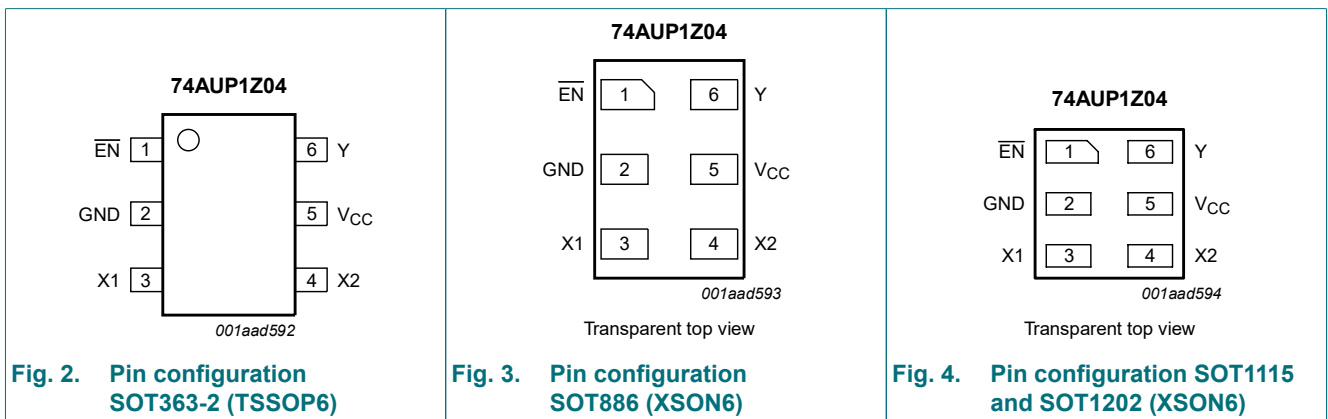 74AUP1Z04
EN 1 6 Y
GND 2 5 VCC
X1 3 4 X2
001aad592
Fig. 2. Pin configuration
SOT363-2 (TSSOP6)
74AUP1Z04
EN 1 6 Y
GND 2 5 VCC
X1 3 4 X2
001aad593
Transparent top view
Fig. 3. Pin configuration
SOT886 (XSON6)
74AUP1Z04
EN 1 6 Y
GND 2 5 VCC
X1 3 4 X2
001aad594
Transparent top view
Fig. 4. Pin configuration SOT1115
and SOT1202 (XSON6)